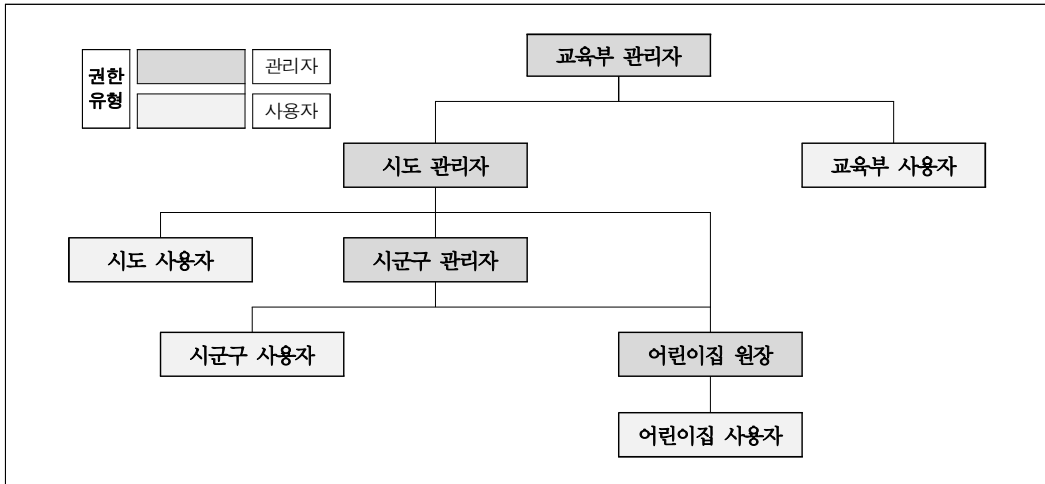 교육부 관리자
권한
유형
관리자
사용자
시도 관리자
교육부 사용자
시도 사용자
시군구 관리자
시군구 사용자
어린이집 원장
어린이집 사용자